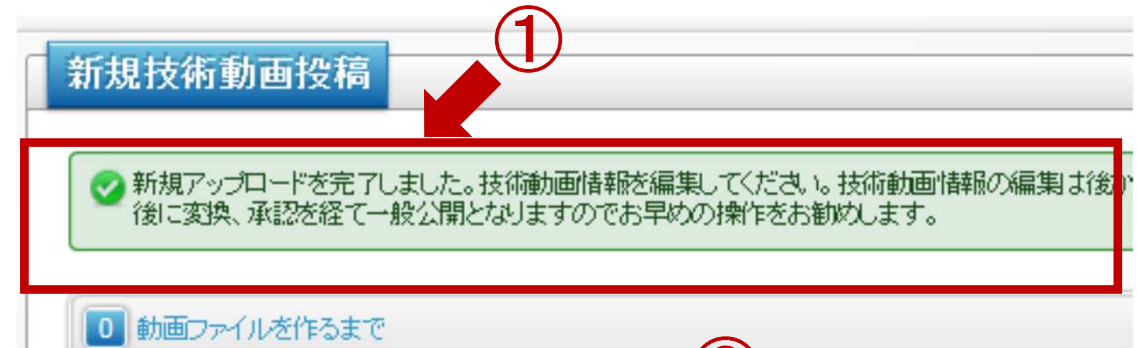 ①
新規技術動画投稿
新規アップロードを完了しました。技術動画情報を編集してください。技術動画情報の編集は後か
後に変換、承認を経て一般公開となりますのでお早めの操作をお勧めします。
0 動画ファイルを作るまで